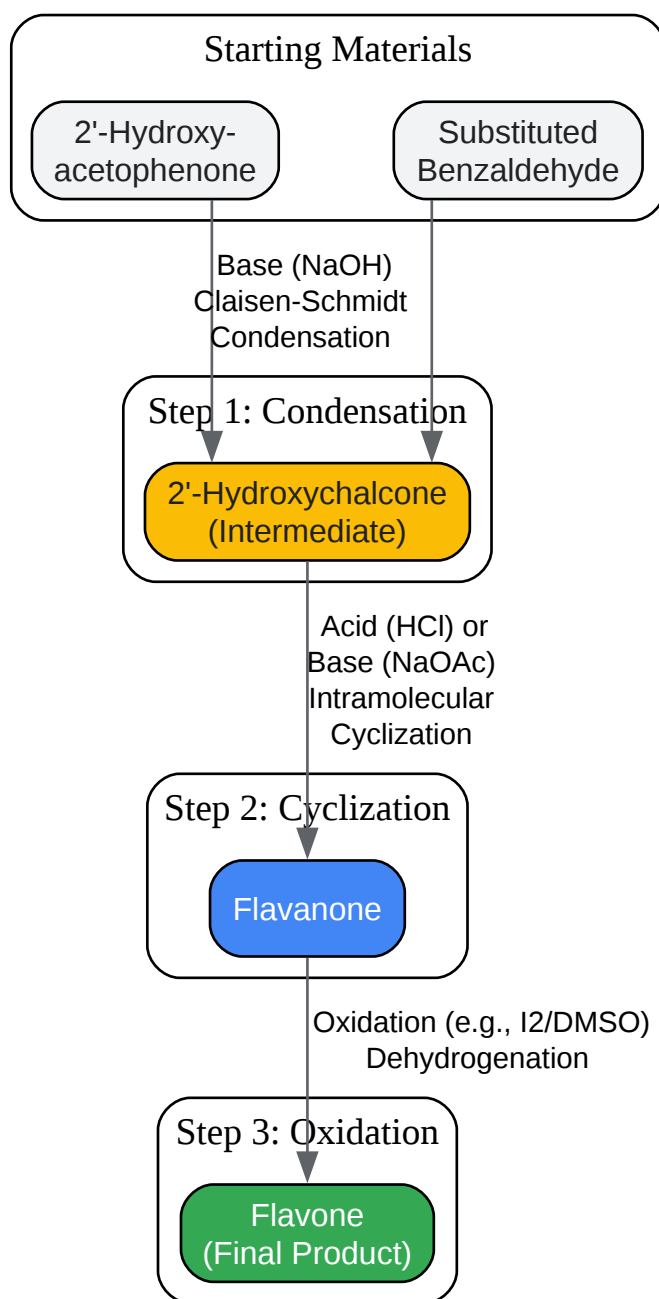 Starting Materials
2'-Hydroxy-
acetophenone
Substituted
Benzaldehyde
Base (NaOH)
Claisen-Schmidt
Condensation
Step 1: Condensation
2'-Hydroxychalcone
(Intermediate)
Acid (HCl) or
Base (NaOAc)
Intramolecular
Cyclization
Step 2: Cyclization
Flavanone
Oxidation (e.g., I2/DMSO)
Dehydrogenation
Step 3: Oxidation
Flavone
(Final Product)